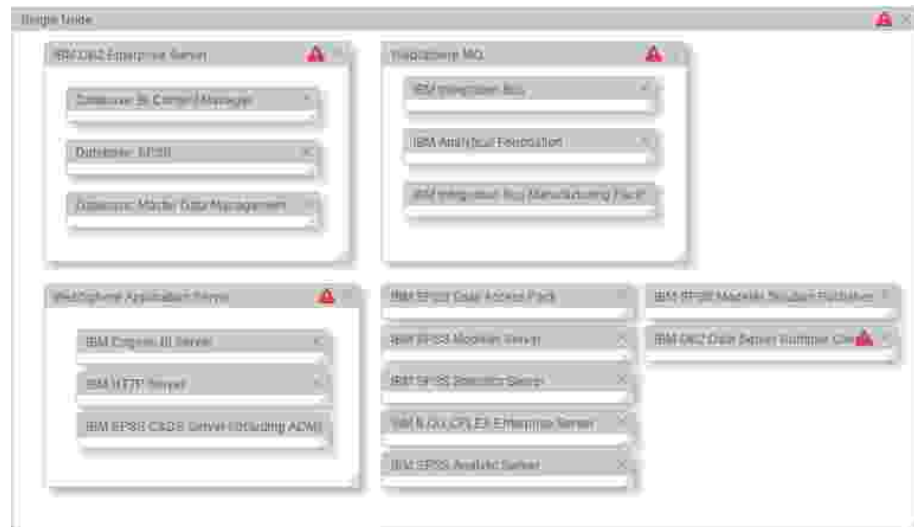 Single Node
IBM DB2 Enterprise Server
Database BI Content Manager
Database SPSS
Database Master Data Management
WebSphere MQ
IBM Integration Bus
IBM Analytical Foundation
IBM Integration Bus Manufacturing Pack
WebSphere Application Server
IBM Cognos BI Server
IBM HTTP Server
IBM SPSS C&DS Server (including ADM)
IBM SPSS Data Access Pack
IBM SPSS Modeler Server
IBM SPSS Statistics Server
IBM ILOG CPLEX Enterprise Server
IBM SPSS Analytic Server
IBM SPSS Modeler Solution Publisher
IBM DB2 Data Server Runtime